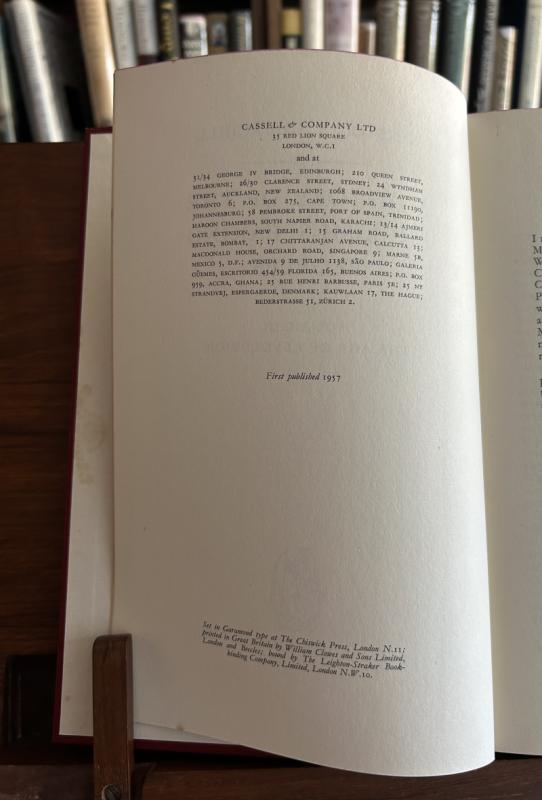 CASSELL & COMPANY LTD
35 RED LION SQUARE
LONDON, W.C.1
and at
31/34 GEORGE IV BRIDGE, EDINBURGH; 210 QUEEN STREET,
MELBOURNE; 26/30 CLARENCE STREET, SYDNEY; 24 WYNDHAM
STREET, AUCKLAND, NEW ZEALAND; 1068 BROADVIEW AVENUE,
TORONTO 6; P.O. BOX 275, CAPE TOWN; P.O. BOX 11190,
JOHANNESBURG; 58 PEMBROKE STREET, PORT OF SPAIN, TRINIDAD;
HAROON CHAMBERS, SOUTH NAPIER ROAD, KARACHI; 13/14 AJMERI
GATE EXTENSION, NEW DELHI 1; 15 GRAHAM ROAD, BALLARD
ESTATE, BOMBAY, 1; 17 CHITTARANJAN AVENUE, CALCUTTA 13;
MACDONALD HOUSE, ORCHARD ROAD, SINGAPORE 9; MARNE 5B,
MEXICO 5, D.F.; AVENIDA 9 DE JULHO 1138, SÃO PAULO; GALERIA
GÜEMES, ESCRITORIO 454/59 FLORIDA 165, BUENOS AIRES; P.O. BOX
959, ACCRA, GHANA; 25 RUE HENRI BARBUSSE, PARIS 5E; 25 NY
STRANDVEJ, ESPERGAERDE, DENMARK; KAUWLAAN 17, THE HAGUE;
BEDERSTRASSE 51, ZÜRICH 2.
First published 1957
Set in Garamond type at The Chiswick Press, London N.11;
printed in Great Britain by William Clowes and Sons Limited,
London and Beccles; bound by The Leighton-Straker Book-
binding Company, Limited, London N.W.10.